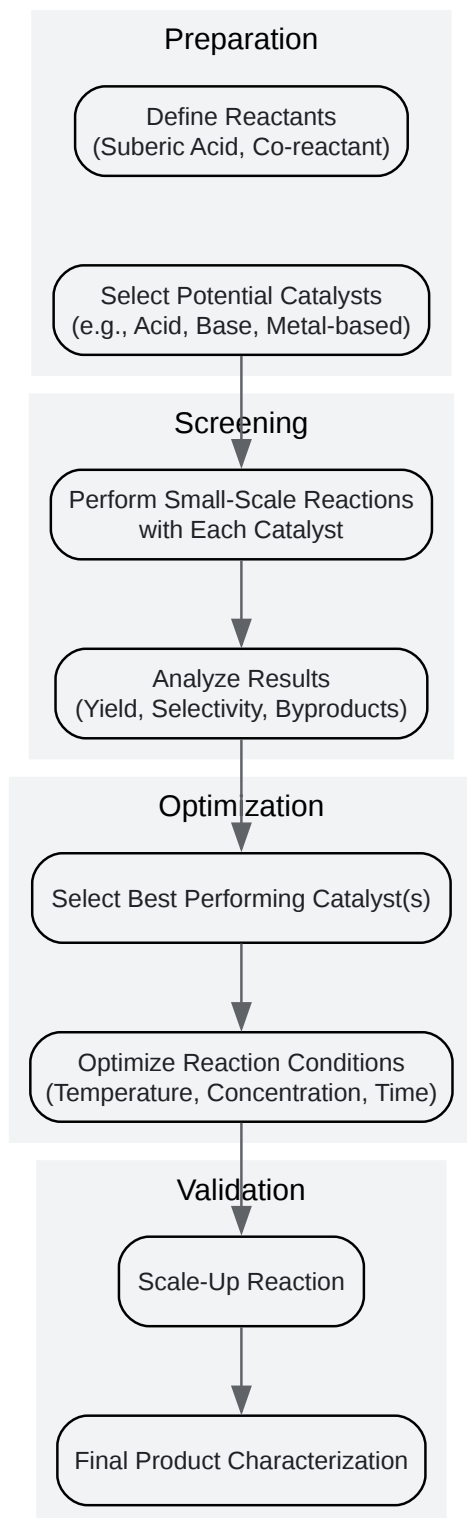 Preparation
Define Reactants
(Suberic Acid, Co-reactant)
Select Potential Catalysts
(e.g., Acid, Base, Metal-based)
Screening
Perform Small-Scale Reactions
with Each Catalyst
Analyze Results
(Yield, Selectivity, Byproducts)
Optimization
Select Best Performing Catalyst(s)
Optimize Reaction Conditions
(Temperature, Concentration, Time)
Validation
Scale-Up Reaction
Final Product Characterization